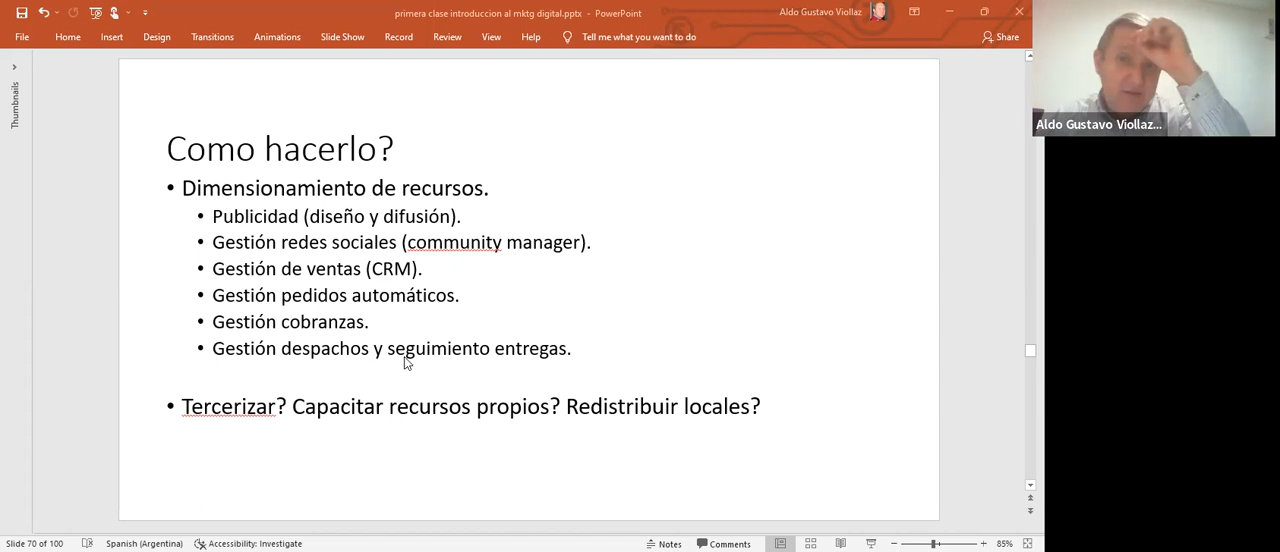 primera clase introduccion al mktg digital.pptx - PowerPoint
Aldo Gustavo Viollaz
File Home Insert Design Transitions Animations Slide Show Record Review View Help Tell me what you want to do Share
Aldo Gustavo Viollaz...
Thumbnails
Como hacerlo?
• Dimensionamiento de recursos.
• Publicidad (diseño y difusión).
• Gestión redes sociales (community manager).
• Gestión de ventas (CRM).
• Gestión pedidos automáticos.
• Gestión cobranzas.
• Gestión despachos y seguimiento entregas.
• Tercerizar? Capacitar recursos propios? Redistribuir locales?
Slide 70 of 100 Spanish (Argentina) Accessibility: Investigate Notes Comments 85%